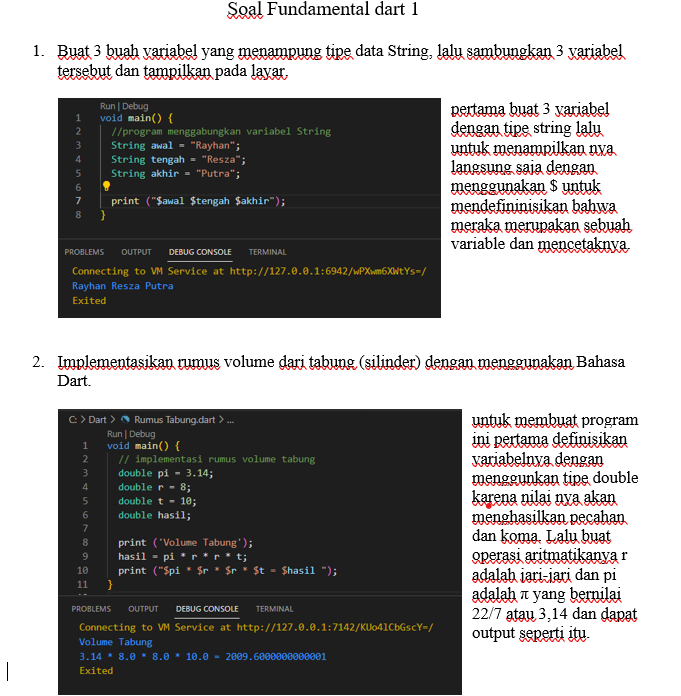 Soal Fundamental dart 1
1. Buat 3 buah variabel yang menampung tipe data String, lalu sambungkan 3 variabel
tersebut dan tampilkan pada layar.
Run | Debug
1 void main() {
2 //program menggabungkan variabel String
3 String awal = "Rayhan";
4 String tengah = "Resza";
5 String akhir = "Putra";
6
7 print ("$awal $tengah $akhir");
8 }
PROBLEMS OUTPUT DEBUG CONSOLE TERMINAL
Connecting to VM Service at http://127.0.0.1:6942/wPXwm6XWtYs=/
Rayhan Resza Putra
Exited
pertama buat 3 variabel
dengan tipe string lalu
untuk menampilkan nya
langsung saja dengan
menggunakan $ untuk
mendefininisikan bahwa
meraka merupakan sebuah
variable dan mencetaknya.
2. Implementasikan rumus volume dari tabung (silinder) dengan menggunakan Bahasa
Dart.
C: > Dart > Rumus Tabung.dart > ...
Run | Debug
1 void main() {
2 // implementasi rumus volume tabung
3 double pi = 3.14;
4 double r = 8;
5 double t = 10;
6 double hasil;
7
8 print ('Volume Tabung');
9 hasil = pi * r * r * t;
10 print ("$pi * $r * $r * $t = $hasil ");
11 }
PROBLEMS OUTPUT DEBUG CONSOLE TERMINAL
Connecting to VM Service at http://127.0.0.1:7142/KUo41CbGscY=/
Volume Tabung
3.14 * 8.0 * 8.0 * 10.0 = 2009.6000000000001
Exited
untuk membuat program
ini pertama definisikan
variabelnya dengan
menggunkan tipe double
karena nilai nya akan
menghasilkan pecahan
dan koma. Lalu buat
operasi aritmatikanya r
adalah jari-jari dan pi
adalah π yang bernilai
22/7 atau 3,14 dan dapat
output seperti itu.